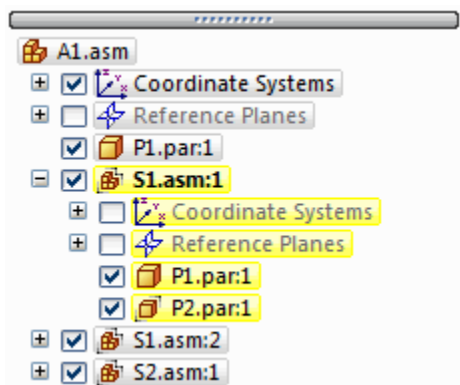 A1.asm
Coordinate Systems
Reference Planes
P1.par:1
S1.asm:1
Coordinate Systems
Reference Planes
P1.par:1
P2.par:1
S1.asm:2
S2.asm:1